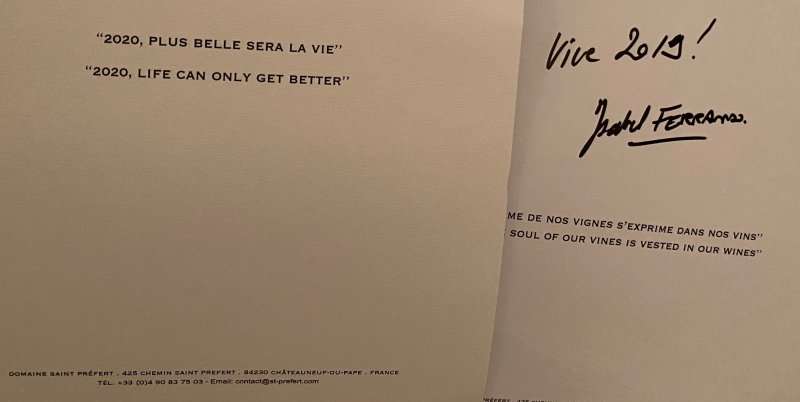 “2020, PLUS BELLE SERA LA VIE”
“2020, LIFE CAN ONLY GET BETTER”
DOMAINE SAINT PRÉFERT . 425 CHEMIN SAINT PREFERT . 84230 CHÂTEAUNEUF-DU-PAPE . FRANCE
TÉL. +33 (0)4 90 83 75 03 - Email: contact@st-prefert.com
Vive 2019!
Isabel FERRANDO.
ME DE NOS VIGNES S’EXPRIME DANS NOS VINS”
SOUL OF OUR VINES IS VESTED IN OUR WINES”